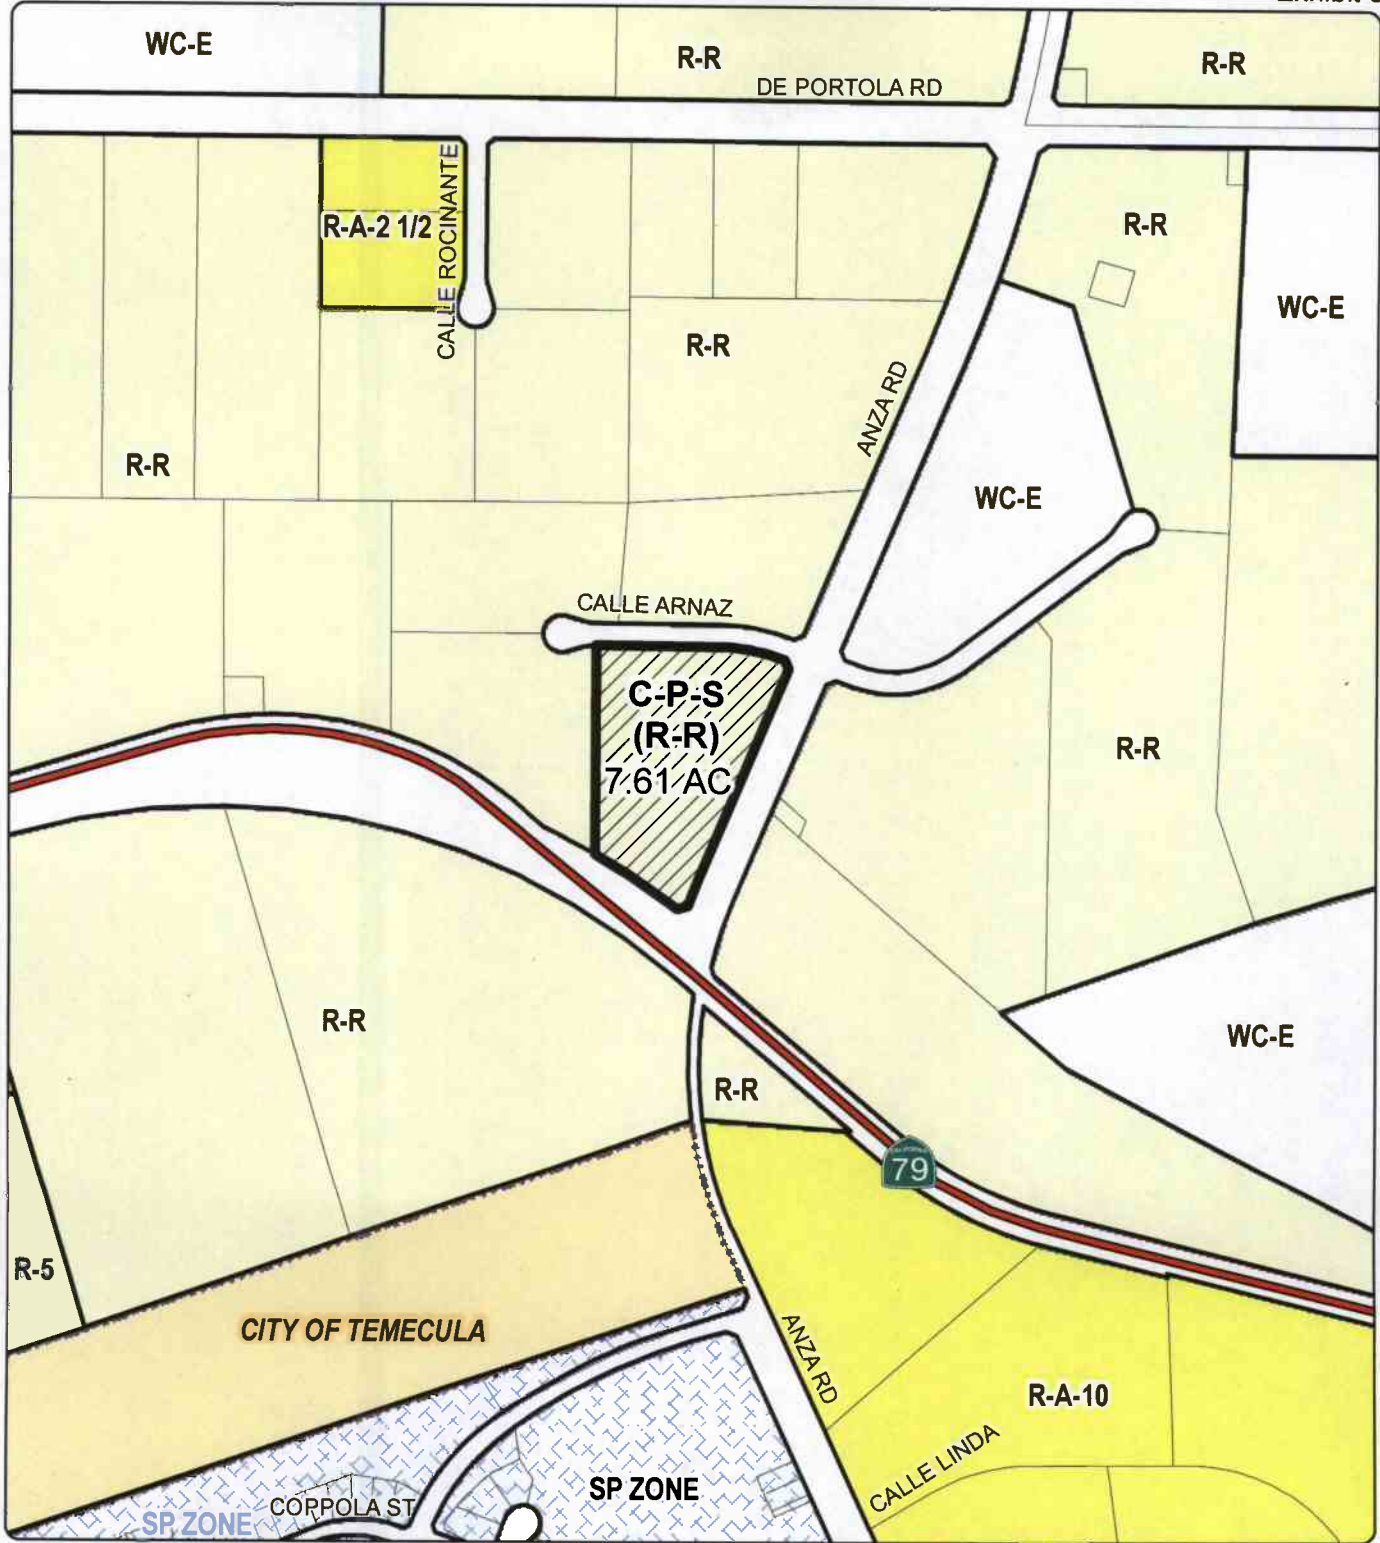 WC-E
R-R
R-R
DE PORTOLA RD
R-A-2 1/2
CALLE ROCINANTE
R-R
WC-E
R-R
ANZA RD
R-R
WC-E
CALLE ARNAZ
C-P-S
(R-R)
7.61 AC
R-R
R-R
WC-E
R-R
79
R-5
CITY OF TEMECULA
ANZA RD
R-A-10
CALLE LINDA
SP ZONE
COPPOLA ST
SP ZONE